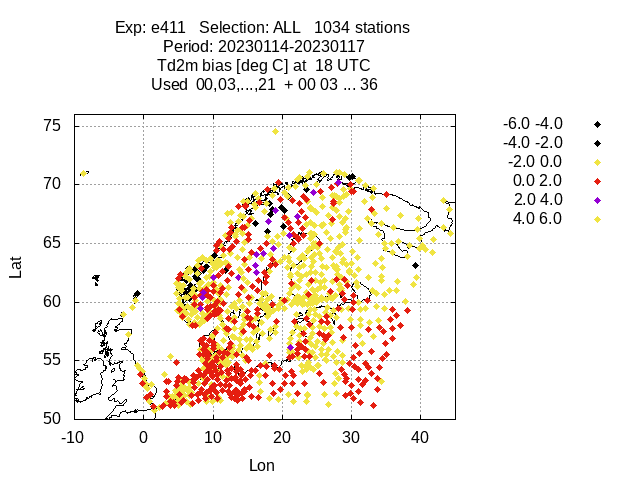 Exp: e411 Selection: ALL 1034 stations
Period: 20230114-20230117
Td2m bias [deg C] at 18 UTC
Used 00,03,...,21 + 00 03 ... 36
-6.0 -4.0
-4.0 -2.0
-2.0 0.0
0.0 2.0
2.0 4.0
4.0 6.0
75
70
65
60
55
50
Lat
-10 0 10 20 30 40
Lon